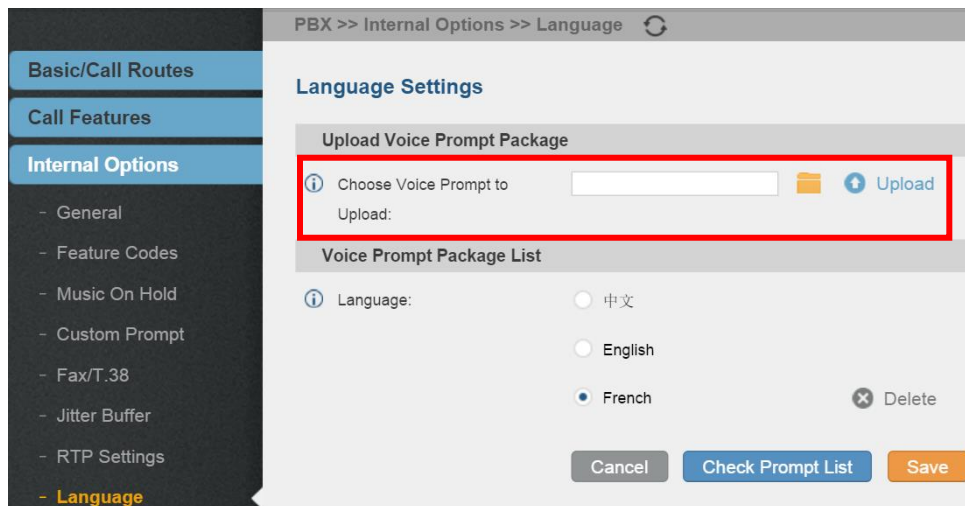 PBX >> Internal Options >> Language
Basic/Call Routes
Call Features
Internal Options
- General
- Feature Codes
- Music On Hold
- Custom Prompt
- Fax/T.38
- Jitter Buffer
- RTP Settings
- Language
Language Settings
Upload Voice Prompt Package
Choose Voice Prompt to
Upload:
Upload
Voice Prompt Package List
Language:
中文
English
French
Delete
Cancel
Check Prompt List
Save